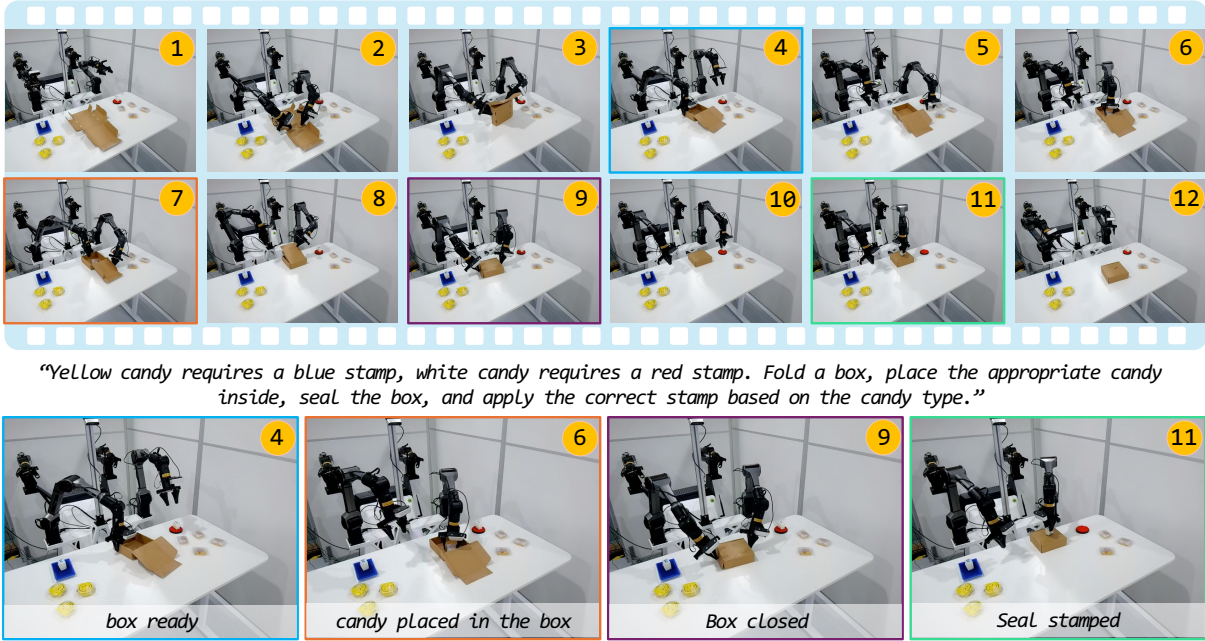 1
2
3
4
5
6
7
8
9
10
11
12
“Yellow candy requires a blue stamp, white candy requires a red stamp. Fold a box, place the appropriate candy
inside, seal the box, and apply the correct stamp based on the candy type.”
4
6
9
11
box ready
candy placed in the box
Box closed
Seal stamped